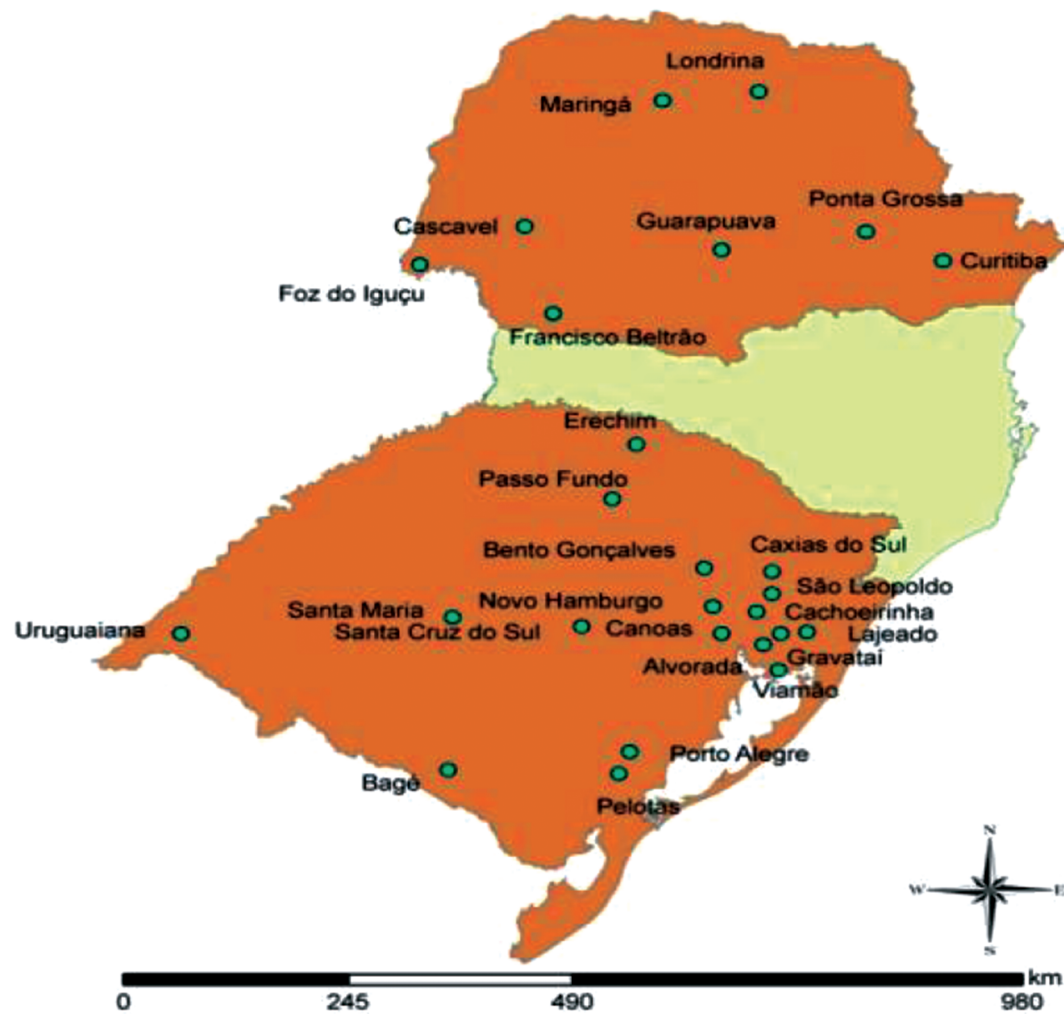 Londrina
Maringá
Ponta Grossa
Guarapuava
Cascavel
Curitiba
Foz do Iguçu
Francisco Beltrão
Erechim
Passo Fundo
Caxias do Sul
Bento Gonçalves
São Leopoldo
Novo Hamburgo
Santa Maria
Cachoeirinha
Uruguaiana
Santa Cruz do Sul
Canoas
Lajeado
Gravataí
Alvorada
Viamão
Porto Alegre
Bagé
Pelotas
N
W
E
S
km
0
245
490
980